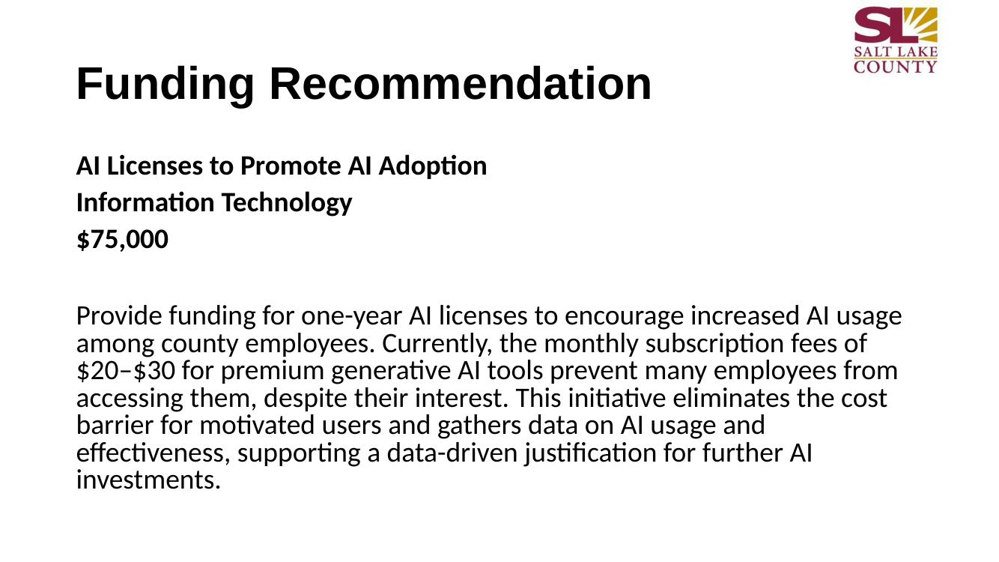 SL
SALT LAKE
COUNTY
Funding Recommendation
AI Licenses to Promote AI Adoption
Information Technology
$75,000
Provide funding for one-year AI licenses to encourage increased AI usage
among county employees. Currently, the monthly subscription fees of
$20–$30 for premium generative AI tools prevent many employees from
accessing them, despite their interest. This initiative eliminates the cost
barrier for motivated users and gathers data on AI usage and
effectiveness, supporting a data-driven justification for further AI
investments.